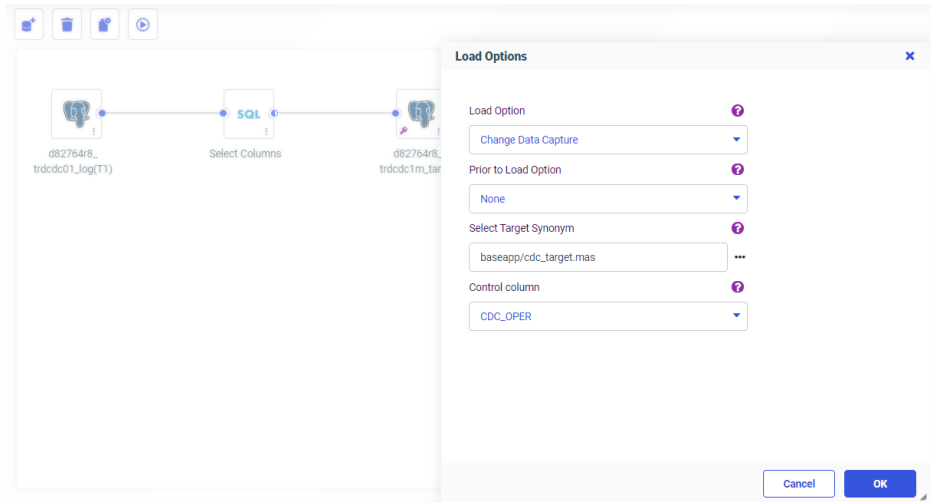 Load Options
Load Option
Change Data Capture
Prior to Load Option
None
Select Target Synonym
baseapp/cdc_target.mas
Control column
CDC_OPER
Cancel
OK
SQL
d82764r8_
trdcdc01_log(T1)
Select Columns
d82764r8_
trdcdc1m_tar